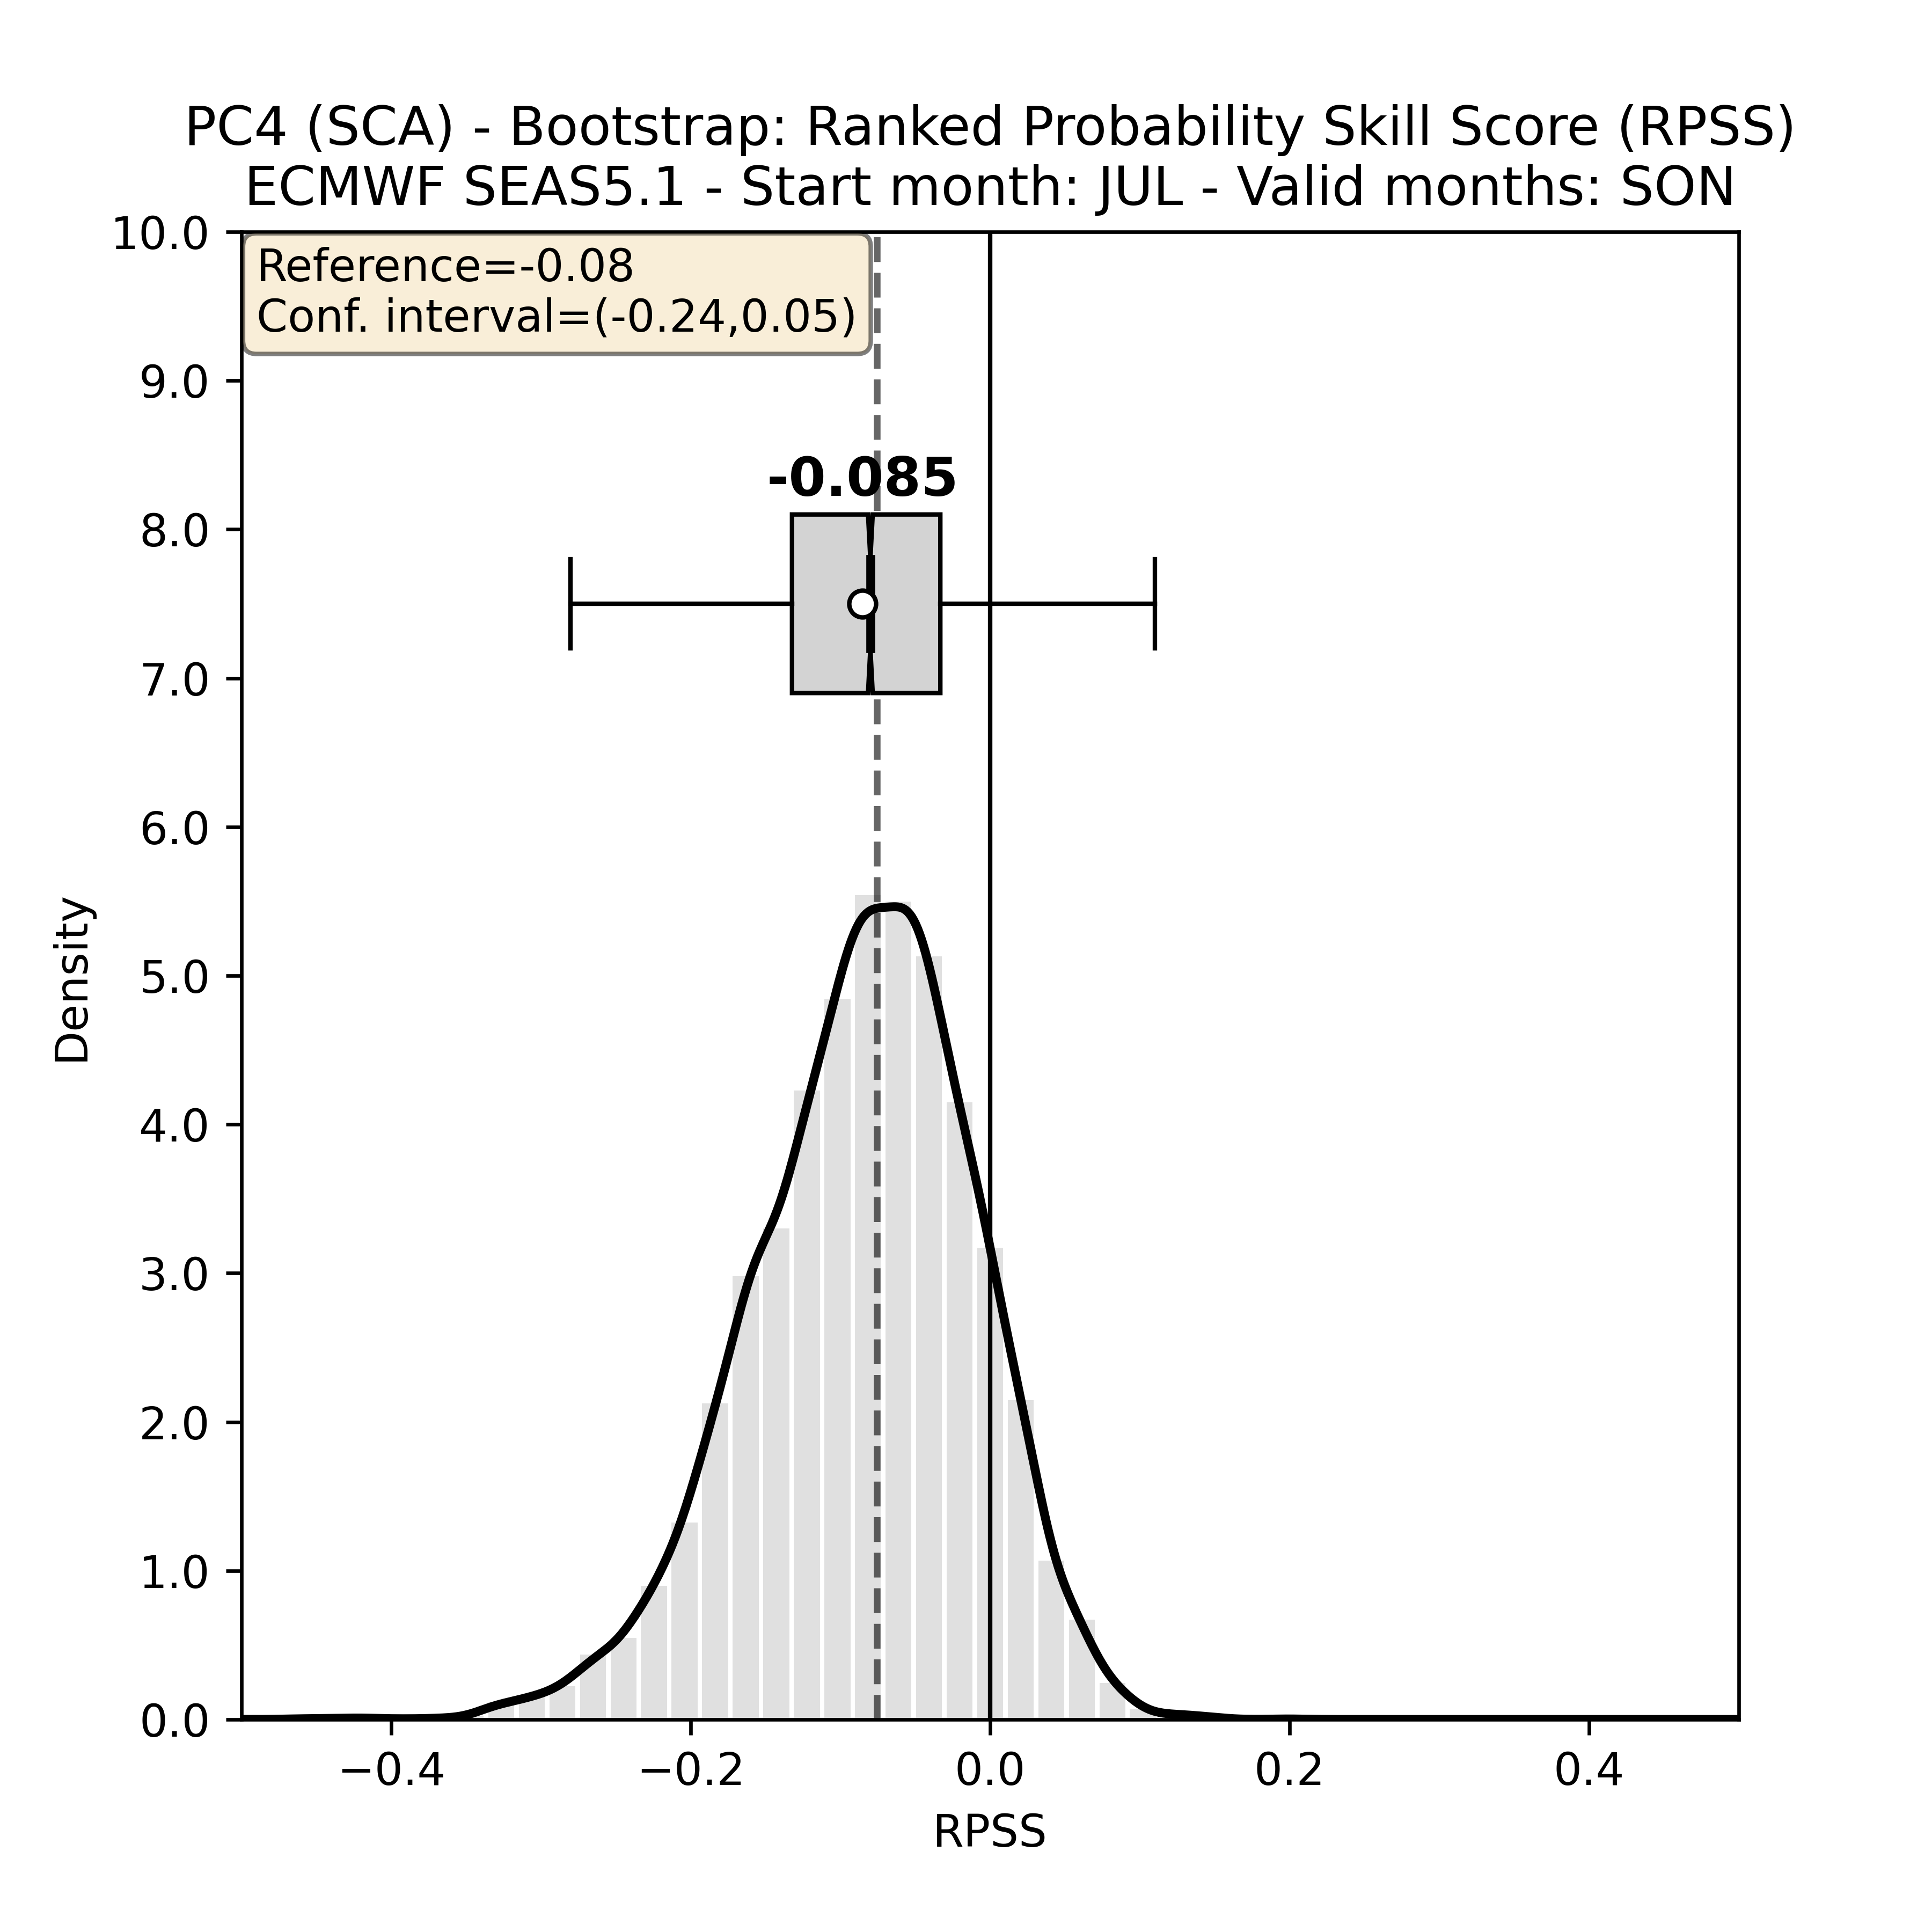 PC4 (SCA) - Bootstrap: Ranked Probability Skill Score (RPSS)
ECMWF SEAS5.1 - Start month: JUL - Valid months: SON
10.0
Reference=-0.08
Conf. interval=(-0.24,0.05)
9.0
-0.085
8.0
7.0
6.0
5.0
Density
4.0
3.0
2.0
1.0
0.0
−0.4 −0.2 0.0 0.2 0.4
RPSS